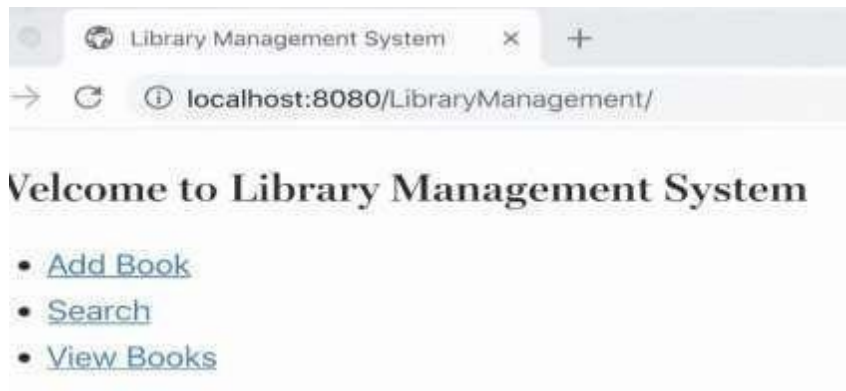 Library Management System
localhost:8080/LibraryManagement/
Velcome to Library Management System
Add Book
Search
View Books